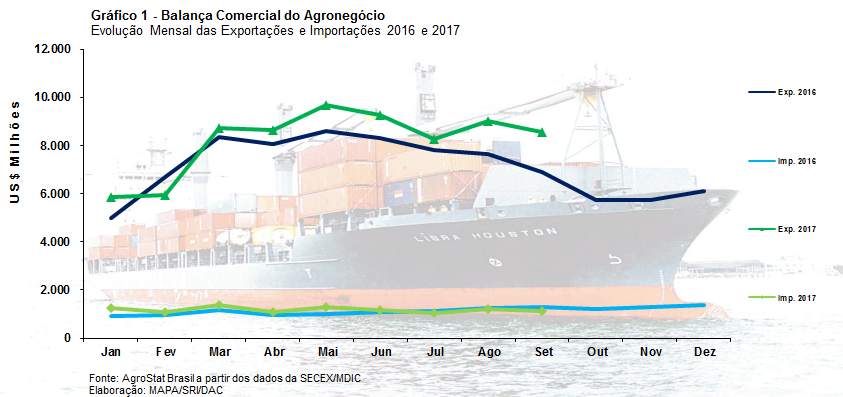 Gráfico 1 - Balança Comercial do Agronegócio
Evolução Mensal das Exportações e Importações 2016 e 2017
US$ Milhões
12.000
10.000
8.000
6.000
4.000
2.000
0
Jan Fev Mar Abr Mai Jun Jul Ago Set Out Nov Dez
Exp. 2016
Imp. 2016
Exp. 2017
Imp. 2017
LIBRA HOUSTON
Fonte: AgroStat Brasil a partir dos dados da SECEX/MDIC
Elaboração: MAPA/SRI/DAC